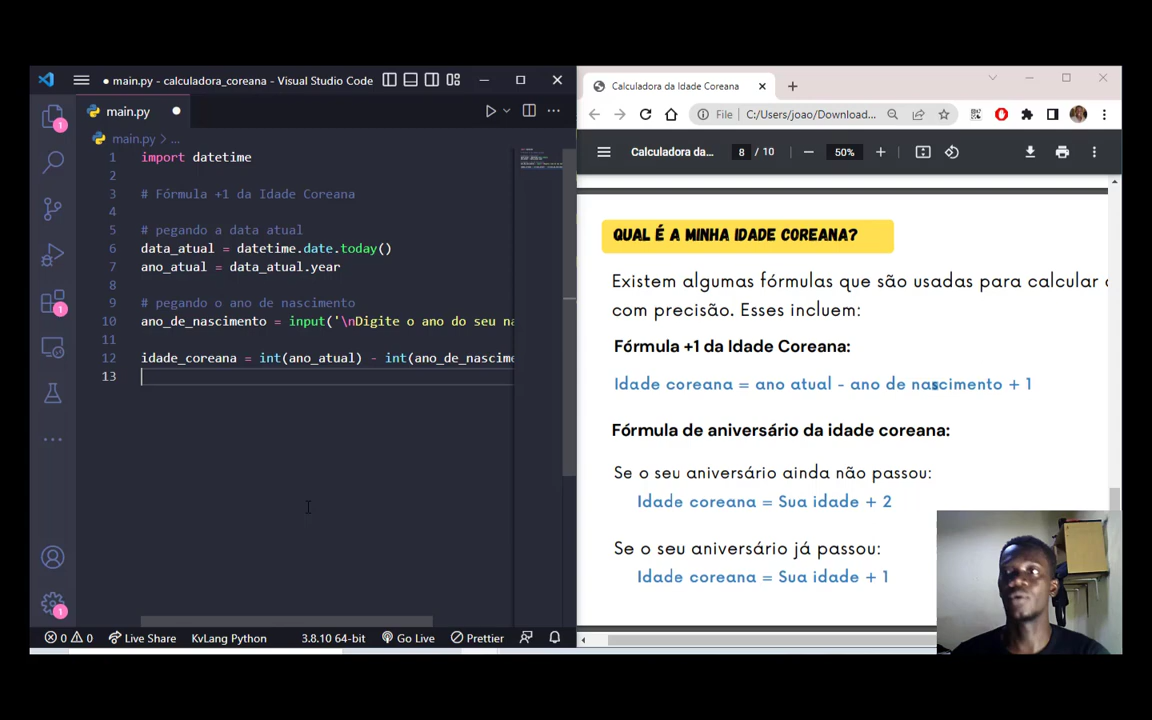 ● main.py - calculadora_coreana - Visual Studio Code
main.py ●
main.py > ...
1 import datetime
2
3 # Fórmula +1 da Idade Coreana
4
5 # pegando a data atual
6 data_atual = datetime.date.today()
7 ano_atual = data_atual.year
8
9 # pegando o ano de nascimento
10 ano_de_nascimento = input('\nDigite o ano do seu na
11
12 idade_coreana = int(ano_atual) - int(ano_de_nascime
13
1
1
1
0 0 Live Share KvLang Python 3.8.10 64-bit Go Live Prettier
Calculadora da Idade Coreana
File C:/Users/joao/Download...
Calculadora da... 8 / 10 50%
QUAL É A MINHA IDADE COREANA?
Existem algumas fórmulas que são usadas para calcular
com precisão. Esses incluem:
Fórmula +1 da Idade Coreana:
Idade coreana = ano atual - ano de nascimento + 1
Fórmula de aniversário da idade coreana:
Se o seu aniversário ainda não passou:
Idade coreana = Sua idade + 2
Se o seu aniversário já passou:
Idade coreana = Sua idade + 1